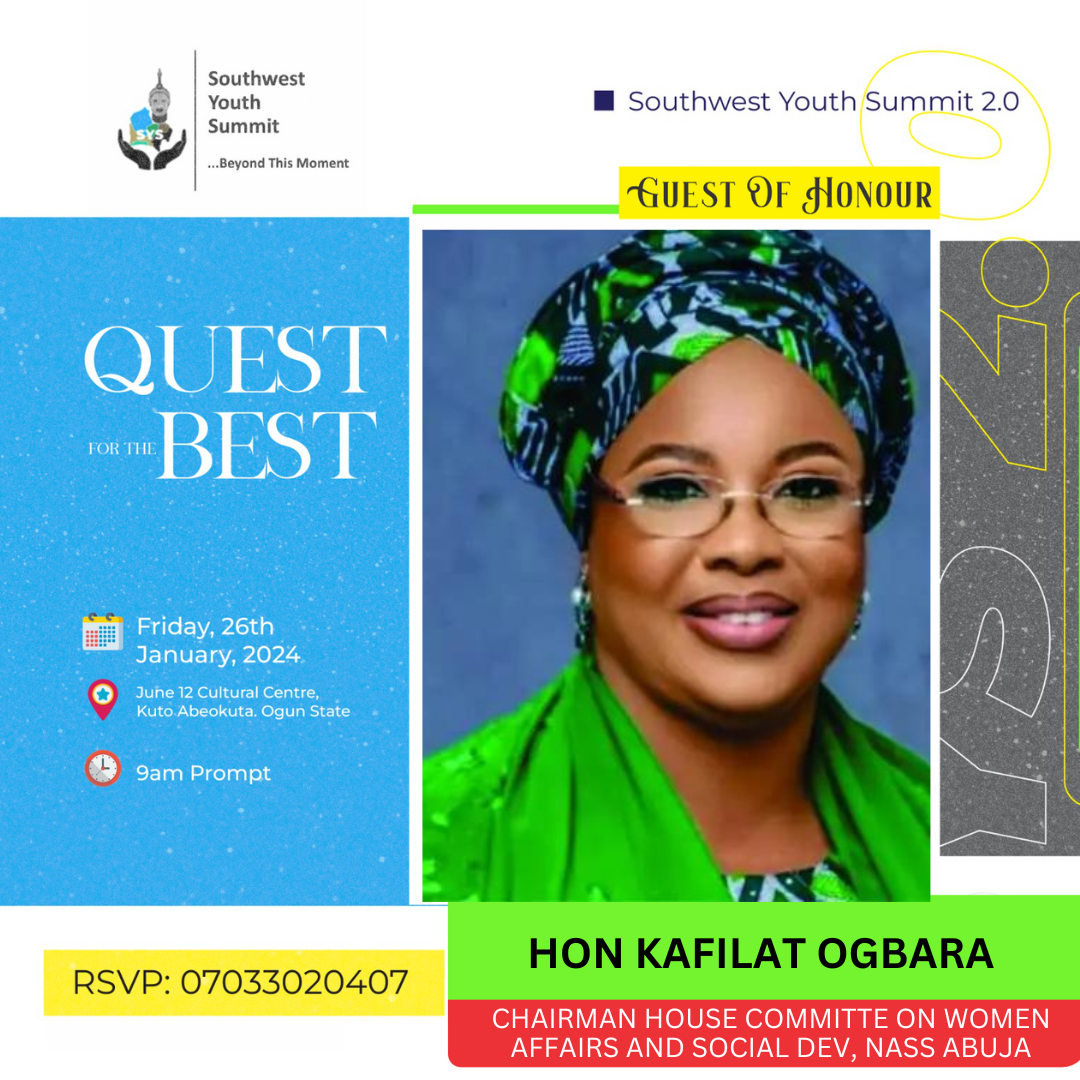 Southwest
Youth
Summit
...Beyond This Moment
SYS
Southwest Youth Summit 2.0
GUEST OF HONOUR
QUEST
FOR THE BEST
Friday, 26th
January, 2024
June 12 Cultural Centre,
Kuto Abeokuta. Ogun State
9am Prompt
RSVP: 07033020407
HON KAFILAT OGBARA
CHAIRMAN HOUSE COMMITTE ON WOMEN
AFFAIRS AND SOCIAL DEV, NASS ABUJA